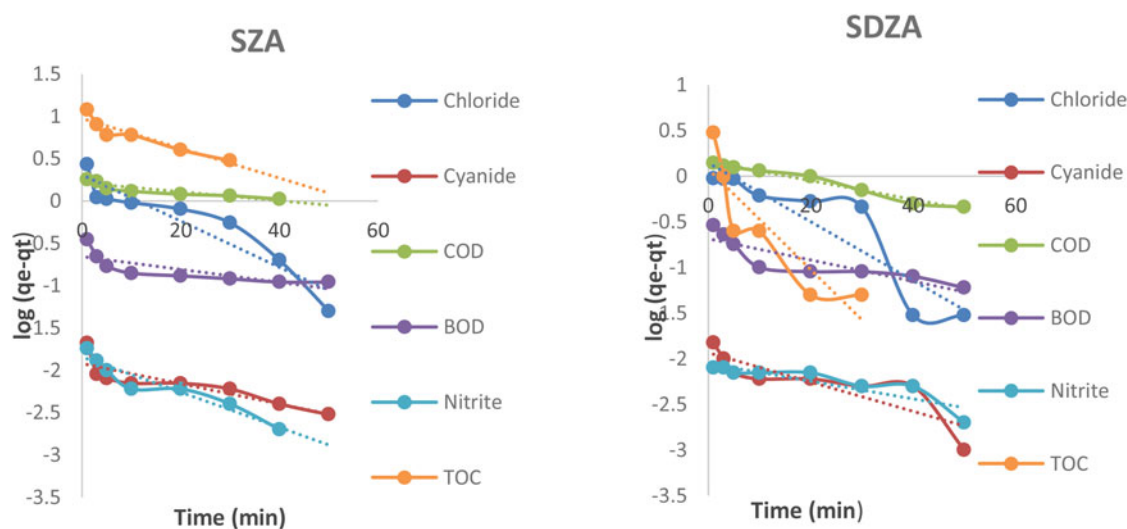 SZA
1.5
1
0.5
0
-0.5
-1
-1.5
-2
-2.5
-3
-3.5
0
20
40
60
log (qe-qt)
Time (min)
Chloride
Cyanide
COD
BOD
Nitrite
TOC
SDZA
1
0.5
0
-0.5
-1
-1.5
-2
-2.5
-3
-3.5
0
20
40
60
log (qe-qt)
Time (min)
Chloride
Cyanide
COD
BOD
Nitrite
TOC